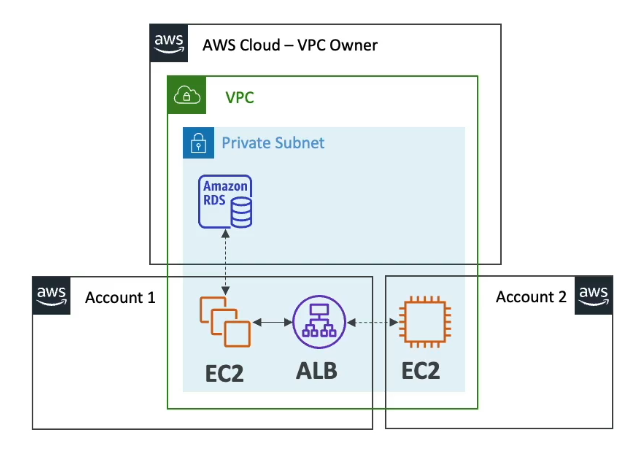 aws
AWS Cloud – VPC Owner
VPC
Private Subnet
Amazon
RDS
aws
Account 1
Account 2
aws
EC2
ALB
EC2